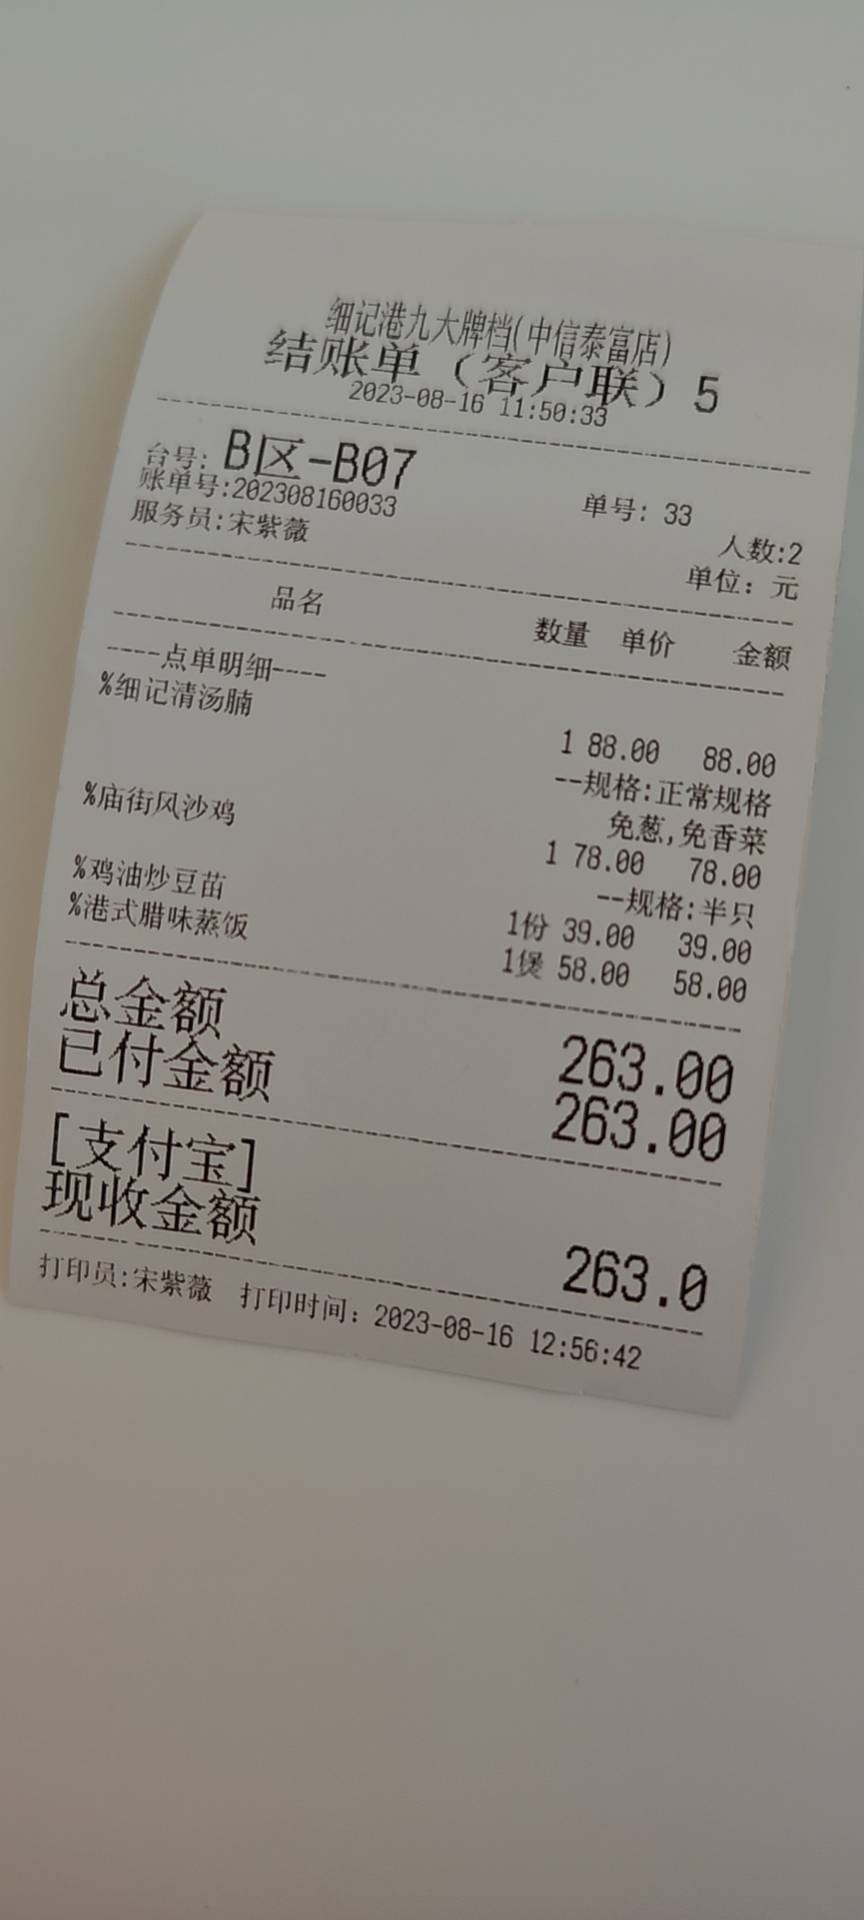 细记港九大牌档(中信泰富店)
结账单（客户联）5
2023-08-16 11:50:33
台号: B区-B07 单号: 33
账单号:202308160033 人数:2
服务员:宋紫薇 单位: 元
品名 数量 单价 金额
----点单明细----
%细记清汤腩
1 88.00 88.00
--规格:正常规格
免葱,免香菜
%庙街风沙鸡
1 78.00 78.00
--规格:半只
%鸡油炒豆苗 1份 39.00 39.00
%港式腊味蒸饭 1煲 58.00 58.00
总金额 263.00
已付金额 263.00
[支付宝]
现收金额 263.0
打印员:宋紫薇 打印时间: 2023-08-16 12:56:42